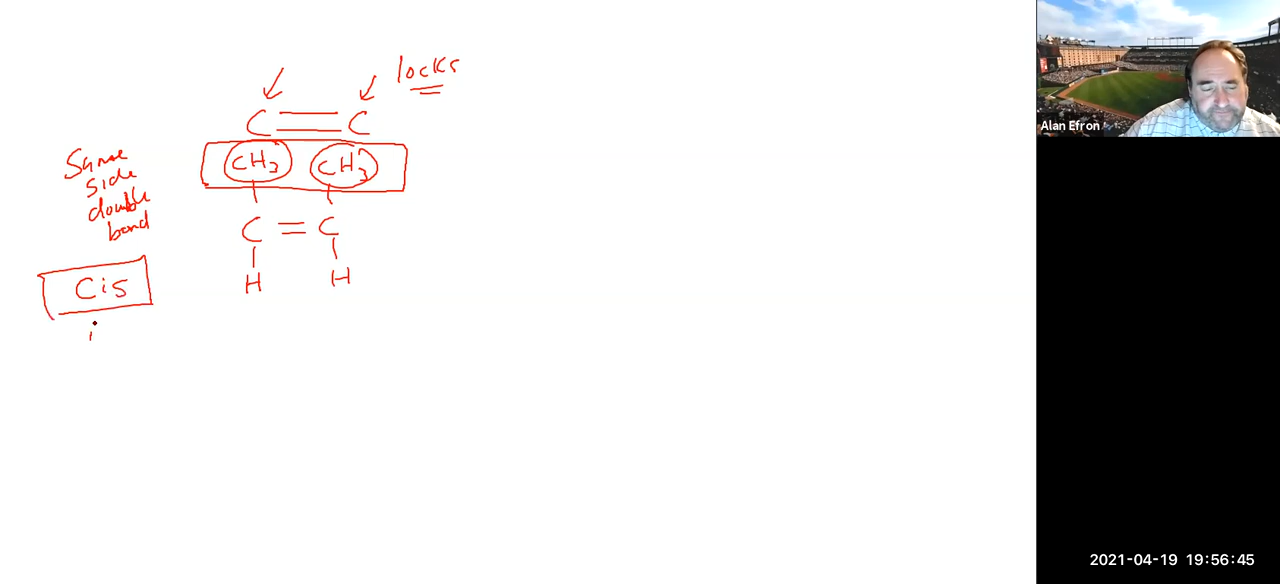 locks
C = C
CH3 CH3
Same
side
double
bond
C = C
H H
Cis
i
Alan Efron
2021-04-19 19:56:45